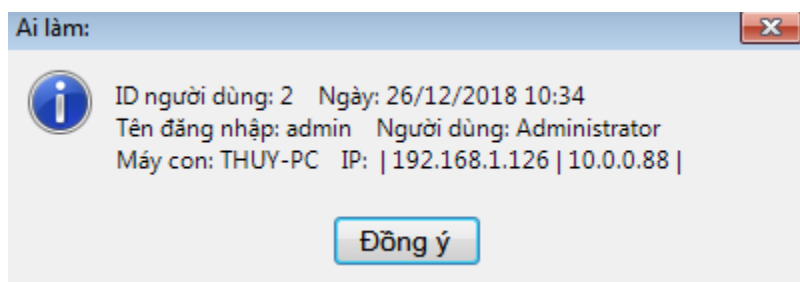 Ai làm:
ID người dùng: 2 Ngày: 26/12/2018 10:34
Tên đăng nhập: admin Người dùng: Administrator
Máy con: THUY-PC IP: | 192.168.1.126 | 10.0.0.88 |
Đồng ý